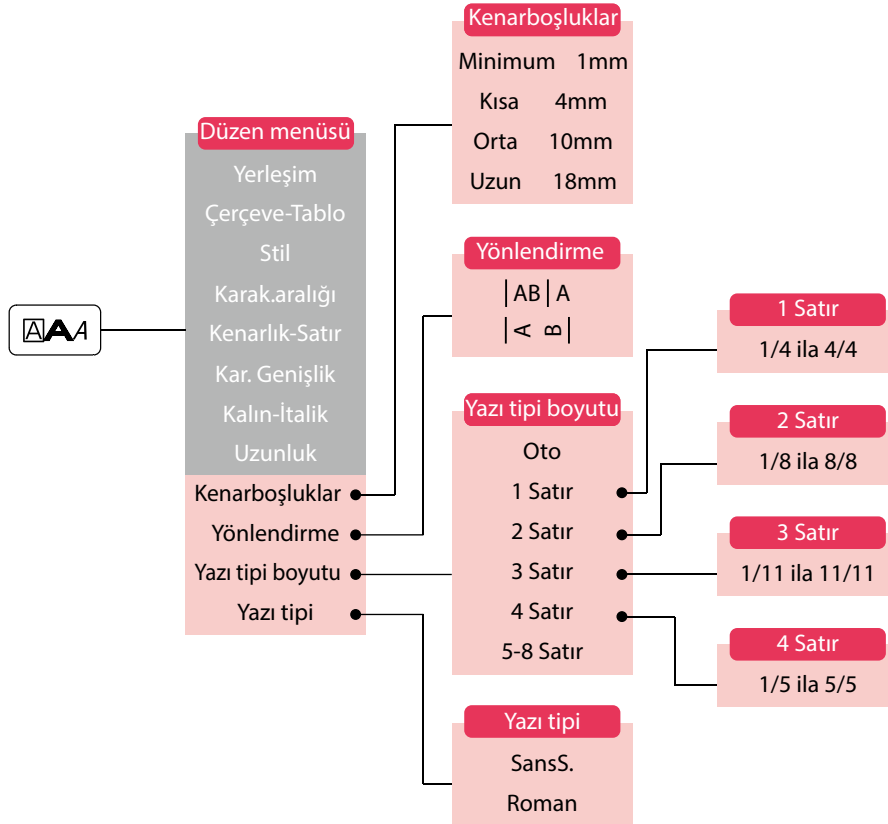 AAA
Düzen menüsü
Yerleşim
Çerçeve-Tablo
Stil
Karak.aralığı
Kenarlık-Satır
Kar. Genişlik
Kalın-İtalik
Uzunluk
Kenarboşluklar
Yönlendirme
Yazı tipi boyutu
Yazı tipi
Kenarboşluklar
Minimum 1mm
Kısa 4mm
Orta 10mm
Uzun 18mm
Yönlendirme
|AB|A
|A B|
Yazı tipi boyutu
Oto
1 Satır
2 Satır
3 Satır
4 Satır
5-8 Satır
Yazı tipi
SansS.
Roman
1 Satır
1/4 ila 4/4
2 Satır
1/8 ila 8/8
3 Satır
1/11 ila 11/11
4 Satır
1/5 ila 5/5